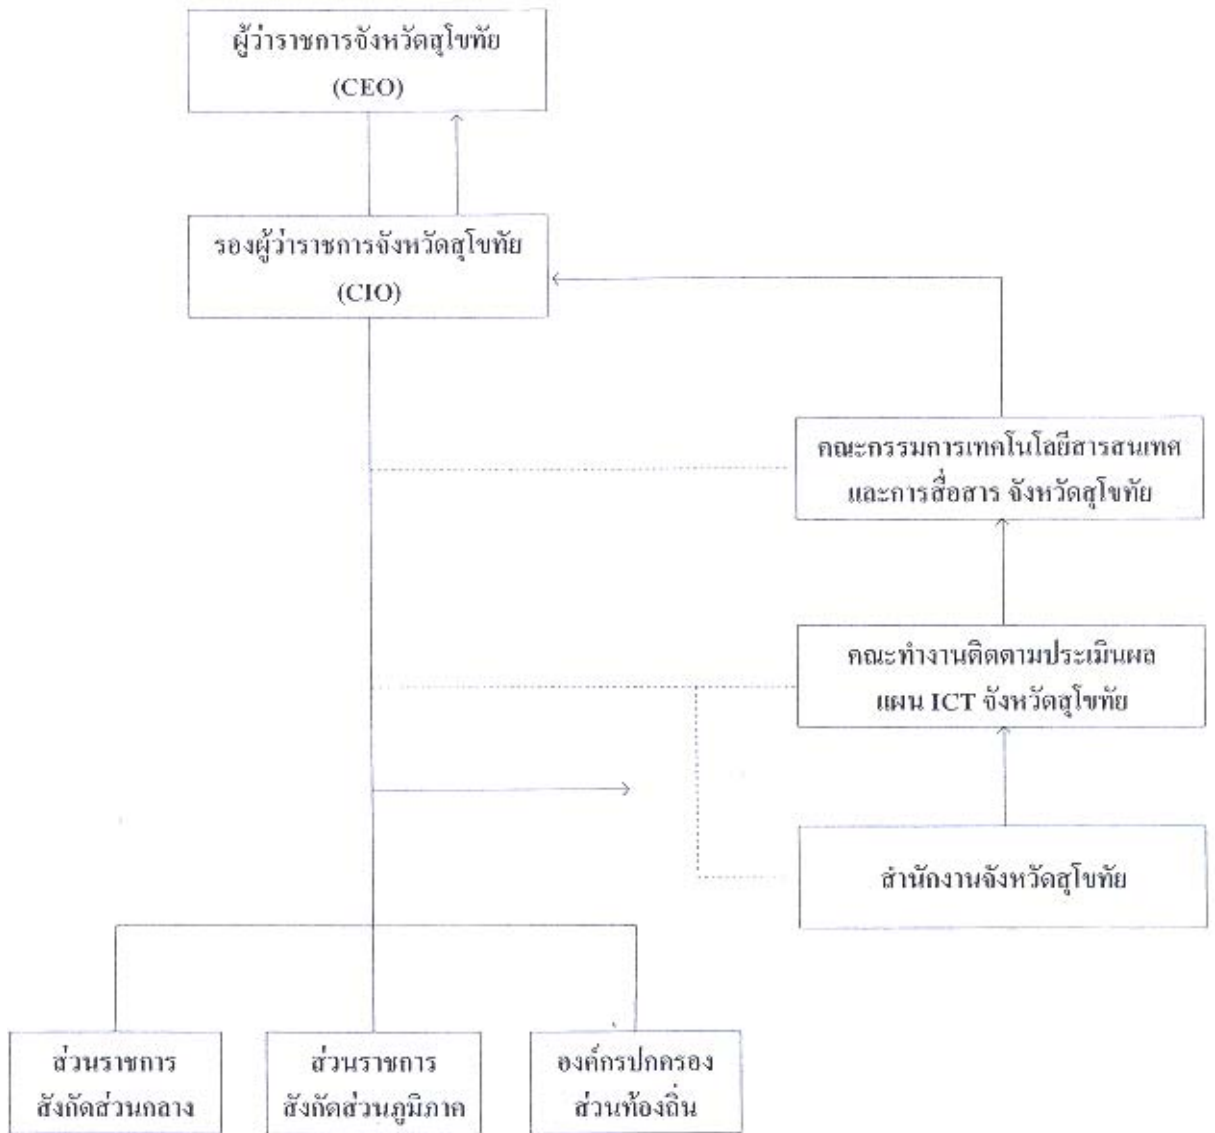 ผู้ว่าราชการจังหวัดสุโขทัย
(CEO)
รองผู้ว่าราชการจังหวัดสุโขทัย
(CIO)
คณะกรรมการเทคโนโลยีสารสนเทศ
และการสื่อสาร จังหวัดสุโขทัย
คณะทำงานติดตามประเมินผล
แผน ICT จังหวัดสุโขทัย
สำนักงานจังหวัดสุโขทัย
ส่วนราชการ
สังกัดส่วนกลาง
ส่วนราชการ
สังกัดส่วนภูมิภาค
องค์กรปกครอง
ส่วนท้องถิ่น